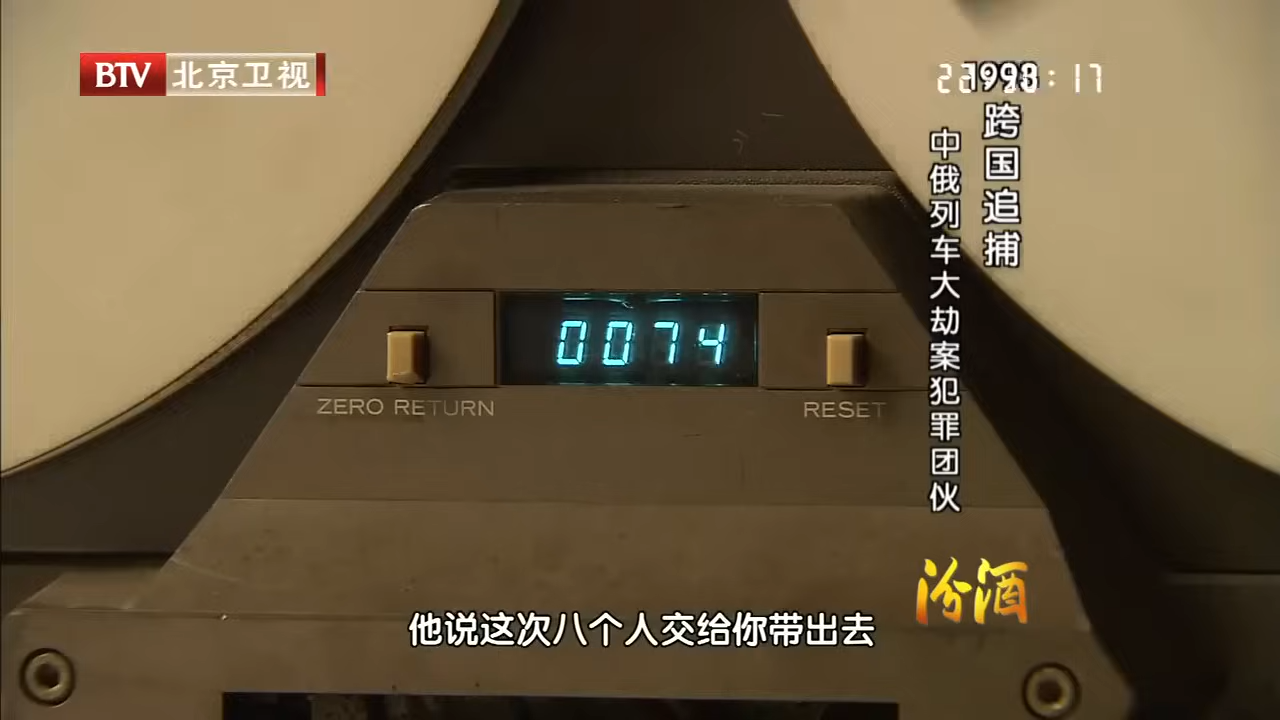 BTV 北京卫视
1998
跨国追捕
中俄列车大劫案犯罪团伙
0074
ZERO RETURN
RESET
汾酒
他说这次八个人交给你带出去